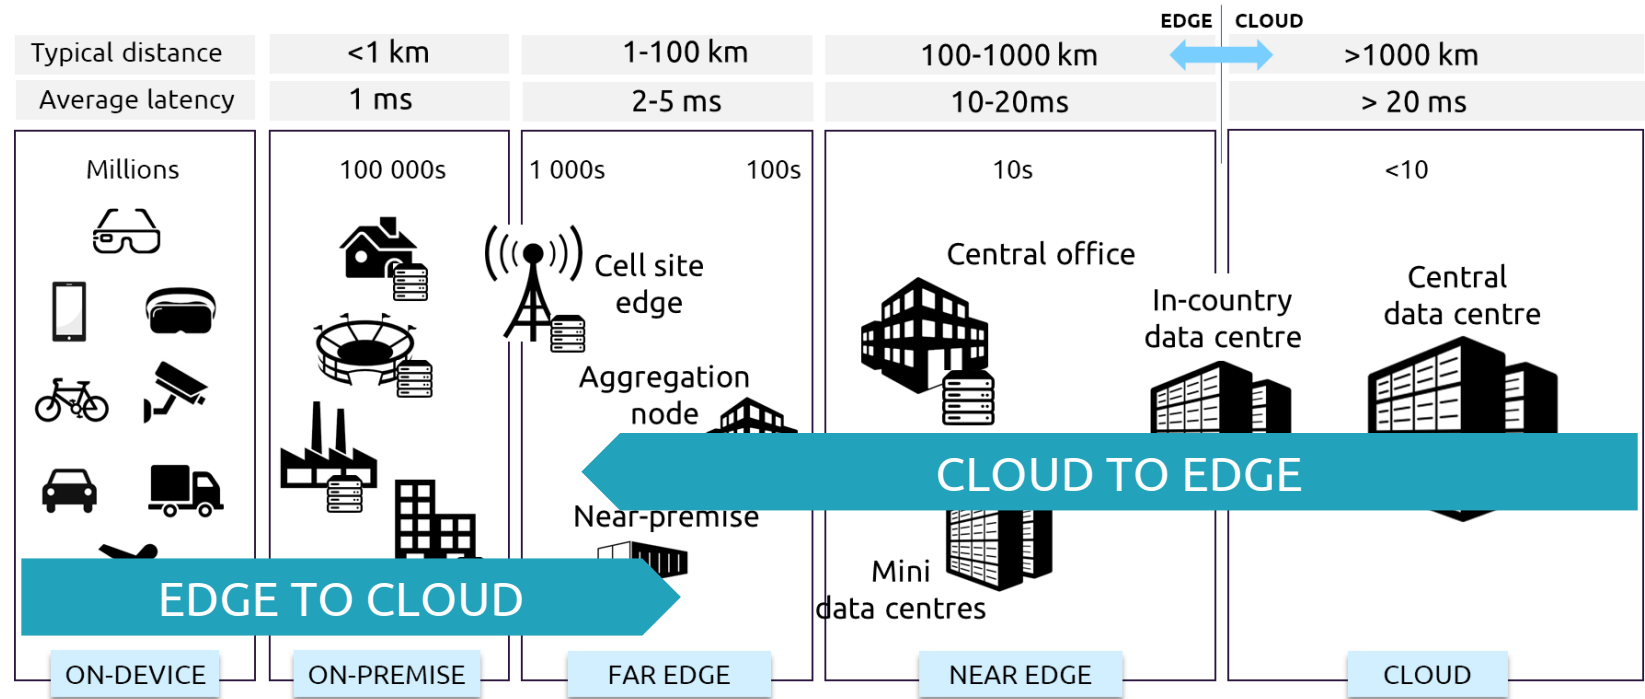 EDGE CLOUD
Typical distance <1 km 1-100 km 100-1000 km >1000 km
Average latency 1 ms 2-5 ms 10-20ms > 20 ms
Millions 100 000s 1 000s 100s 10s <10
Cell site
edge
Aggregation
node
Near-premise
Central office
Mini
data centres
In-country
data centre
Central
data centre
CLOUD TO EDGE
EDGE TO CLOUD
ON-DEVICE ON-PREMISE FAR EDGE NEAR EDGE CLOUD